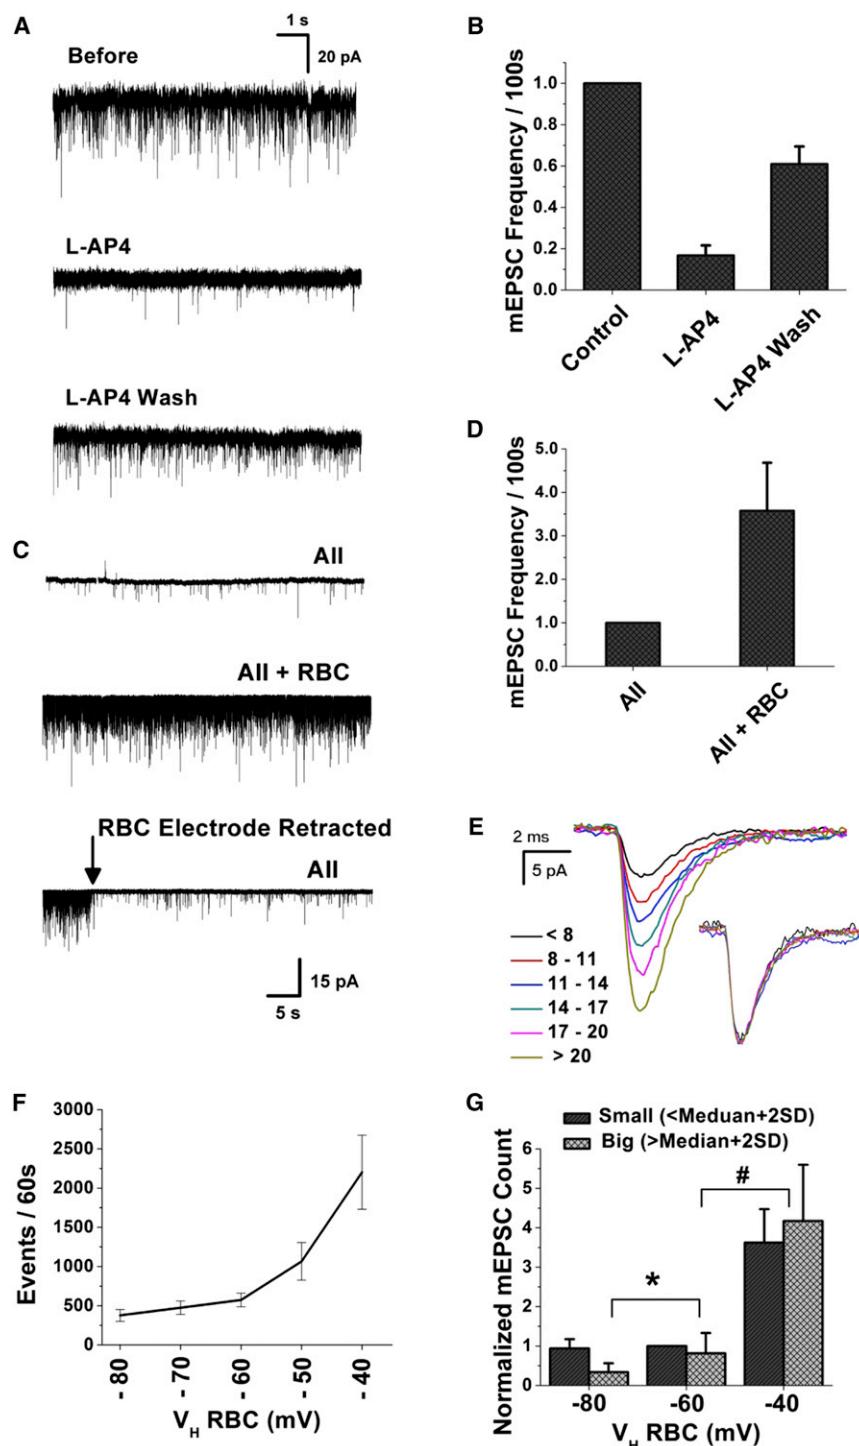 A
1 s
20 pA
Before
L-AP4
L-AP4 Wash
B
mEPSC Frequency / 100s
1.0
0.8
0.6
0.4
0.2
0.0
Control
L-AP4
L-AP4 Wash
C
AII
AII + RBC
RBC Electrode Retracted
AII
15 pA
5 s
D
mEPSC Frequency / 100s
5.0
4.0
3.0
2.0
1.0
0.0
AII
AII + RBC
E
2 ms
5 pA
< 8
8 - 11
11 - 14
14 - 17
17 - 20
> 20
F
Events / 60s
3000
2500
2000
1500
1000
500
0
- 80
- 70
- 60
- 50
- 40
V_H RBC (mV)
G
Small (<Meduan+2SD)
Big (>Median+2SD)
Normalized mEPSC Count
6
5
4
3
2
1
0
*
#
-80
-60
-40
V_H RBC (mV)